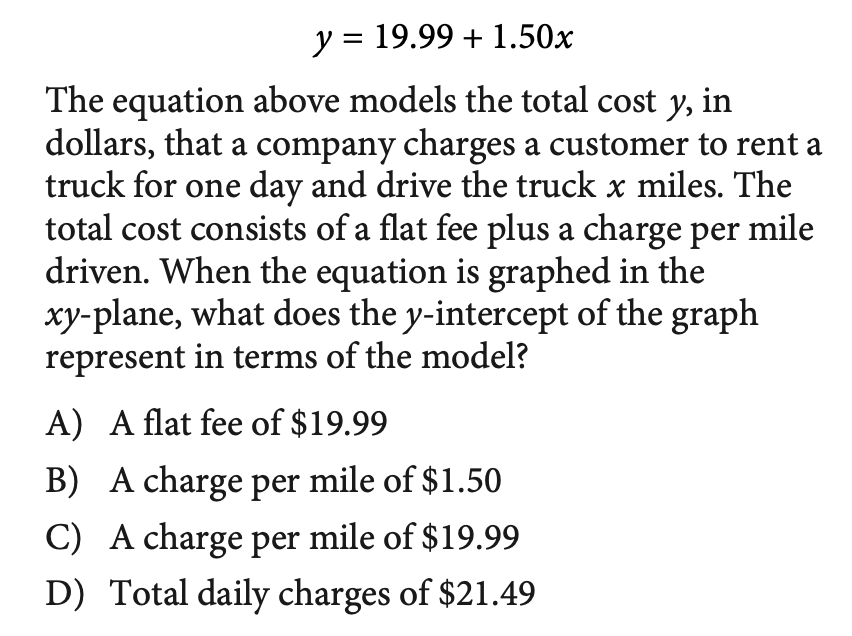 y = 19.99 + 1.50x
The equation above models the total cost y, in
dollars, that a company charges a customer to rent a
truck for one day and drive the truck x miles. The
total cost consists of a flat fee plus a charge per mile
driven. When the equation is graphed in the
xy-plane, what does the y-intercept of the graph
represent in terms of the model?
A) A flat fee of $19.99
B) A charge per mile of $1.50
C) A charge per mile of $19.99
D) Total daily charges of $21.49